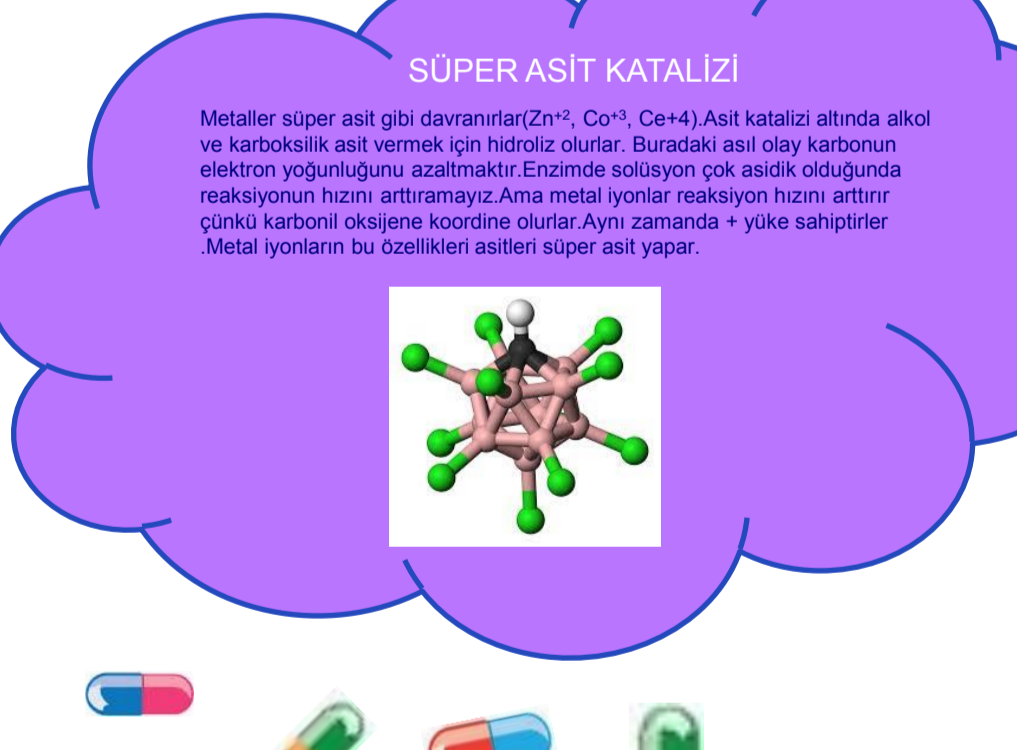 SÜPER ASİT KATALİZİ
Metaller süper asit gibi davranırlar(Zn⁺², Co⁺³, Ce+4).Asit katalizi altında alkol
ve karboksilik asit vermek için hidroliz olurlar. Buradaki asıl olay karbonun
elektron yoğunluğunu azaltmaktır.Enzimde solüsyon çok asidik olduğunda
reaksiyonun hızını arttıramayız.Ama metal iyonlar reaksiyon hızını arttırır
çünkü karbonil oksijene koordine olurlar.Aynı zamanda + yüke sahiptirler
.Metal iyonların bu özellikleri asitleri süper asit yapar.